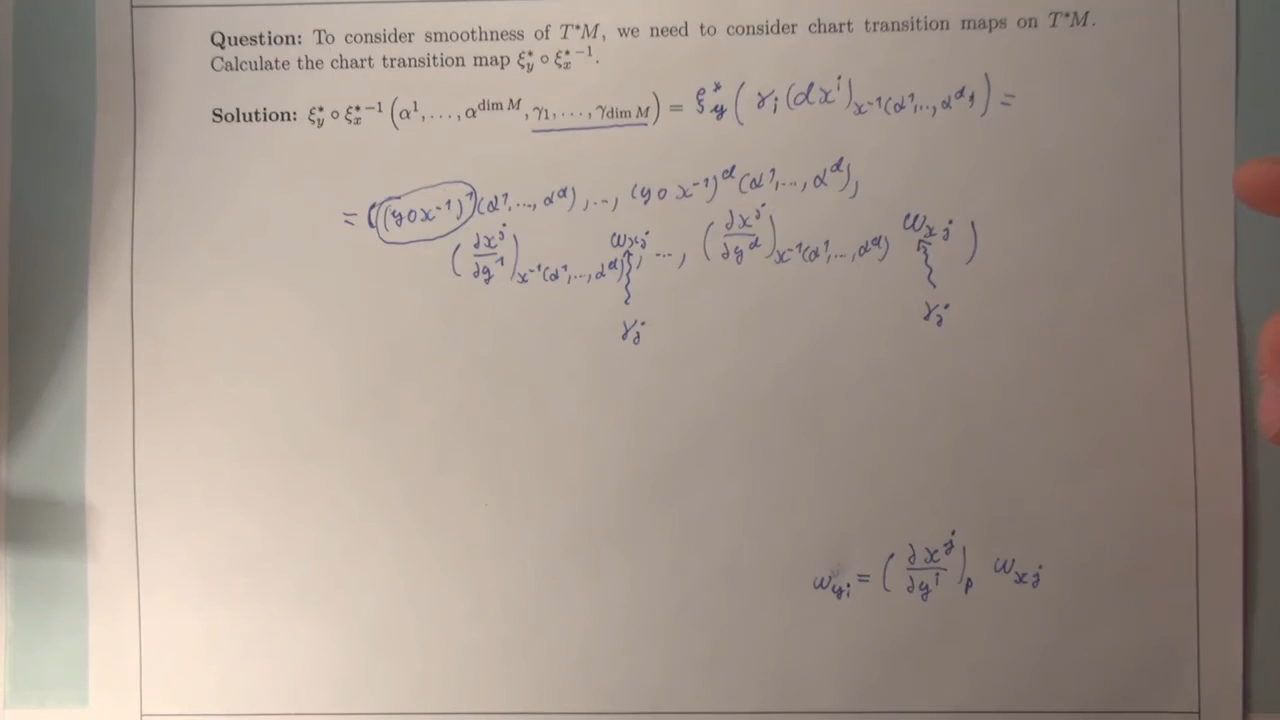 Question: To consider smoothness of T*M, we need to consider chart transition maps on T*M.
Calculate the chart transition map ξ*_y ∘ ξ*_x^{-1}.
Solution: ξ*_y ∘ ξ*_x^{-1} (α^1, …, α^{dim M}, γ_1, …, γ_{dim M}) = ξ*_y ( γ_i (dx^i)_{x^{-1}(α^1, …, α^d)} ) =
= ((y∘x^{-1})^1 (α^1, …, α^d), …, (y∘x^{-1})^d (α^1, …, α^d),
(∂x^j/∂y^1)_{x^{-1}(α^1, …, α^d)} ω_{xj}, …, (∂x^j/∂y^d)_{x^{-1}(α^1, …, α^d)} ω_{xj} )
γ_j γ_j
ω_{yi} = (∂x^j/∂y^i)_p ω_{xj}